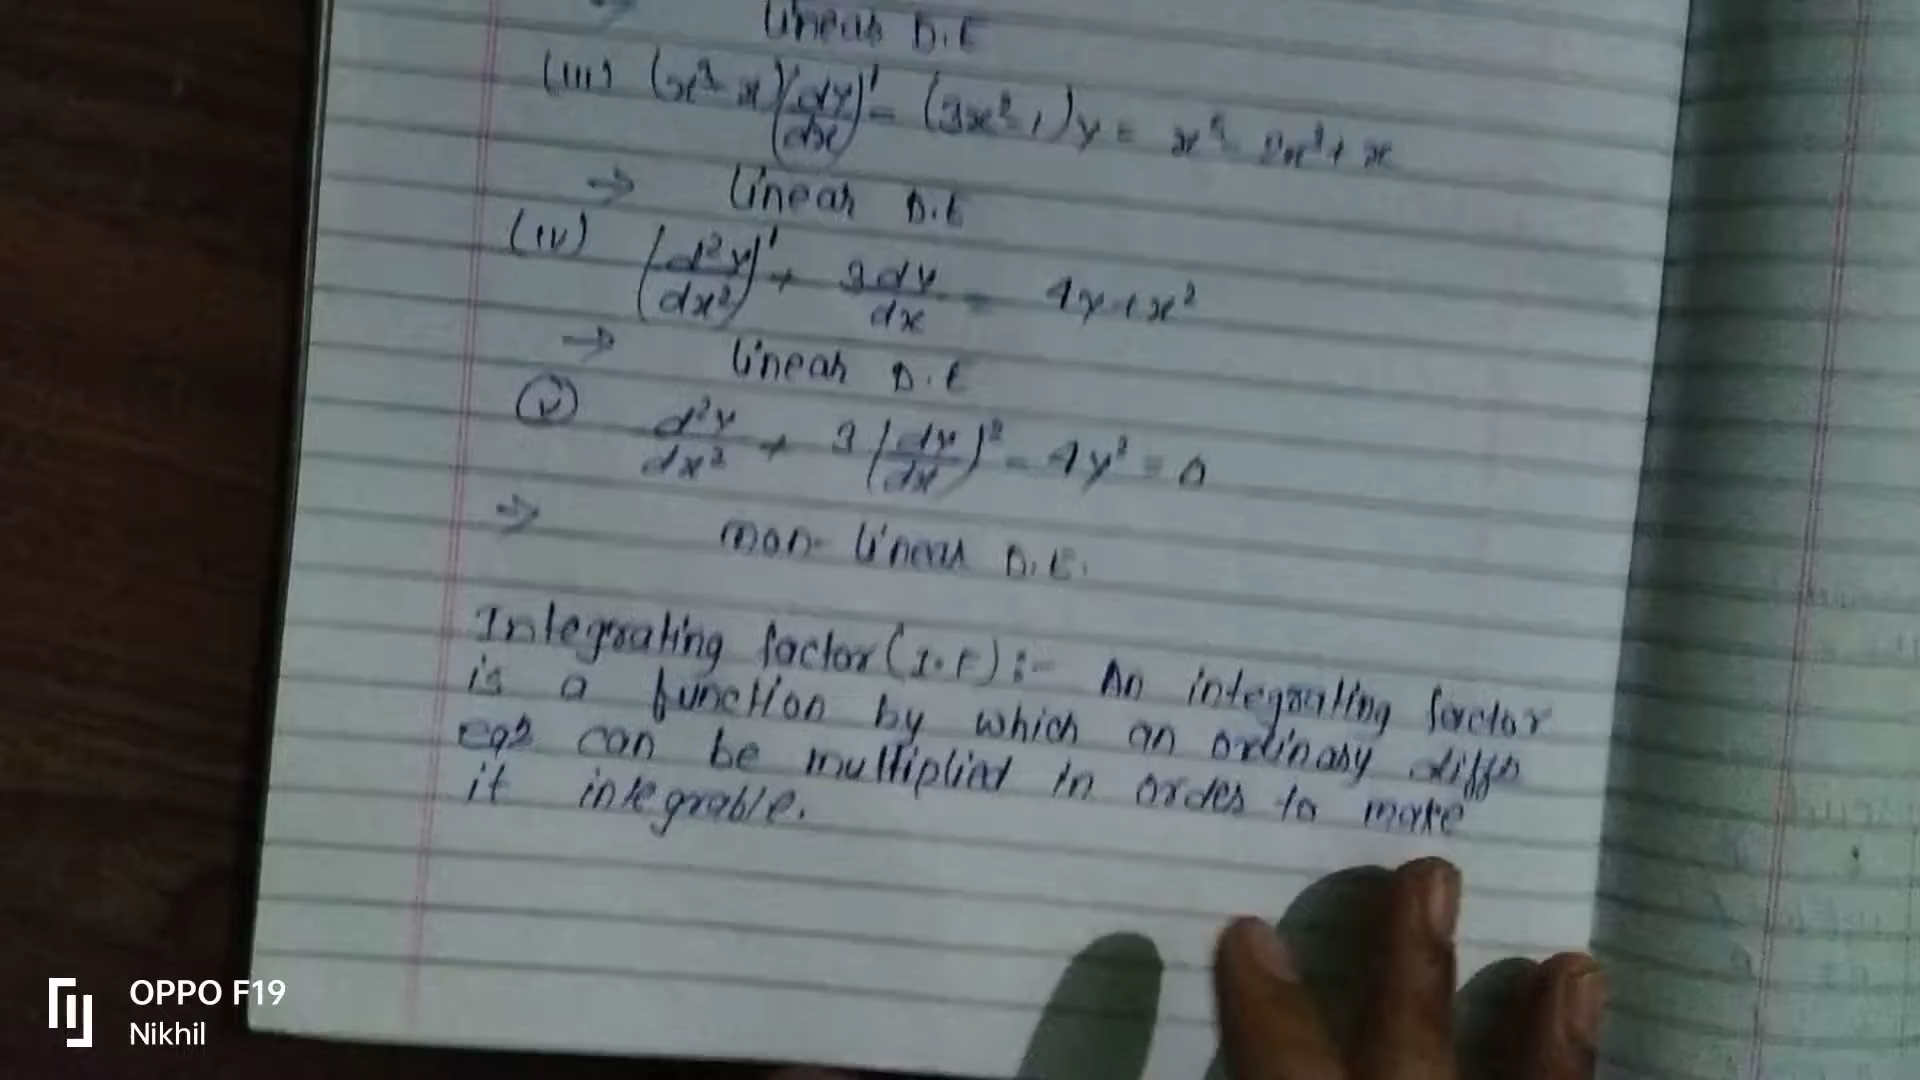 linear D.E
(iii) (x³-x)(dy/dx)¹ - (3x²-1)y = x⁵ - 2x³ + x
→ linear D.E
(iv) (d²y/dx²)¹ + 3dy/dx = 4y + x²
→ linear D.E
(v) d²y/dx² + 3(dy/dx)² - 4y² = 0
⇒ non-linear D.E.
Integrating factor (I.F) :- An integrating factor
is a function by which an ordinary diffn
eqn can be multiplied in order to make
it integrable.
OPPO F19
Nikhil